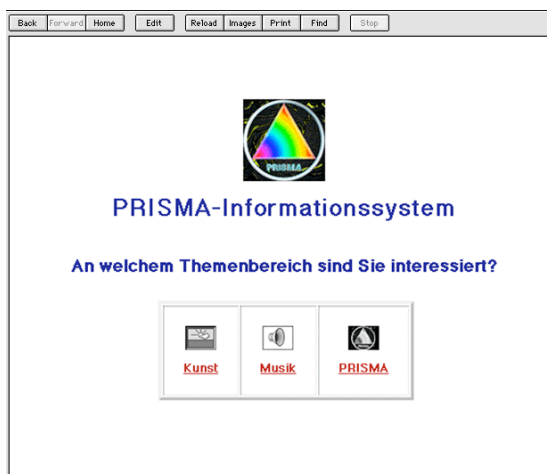 Back Forward Home Edit Reload Images Print Find Stop
PRISMA
PRISMA-Informationssystem
An welchem Themenbereich sind Sie interessiert?
Kunst Musik PRISMA